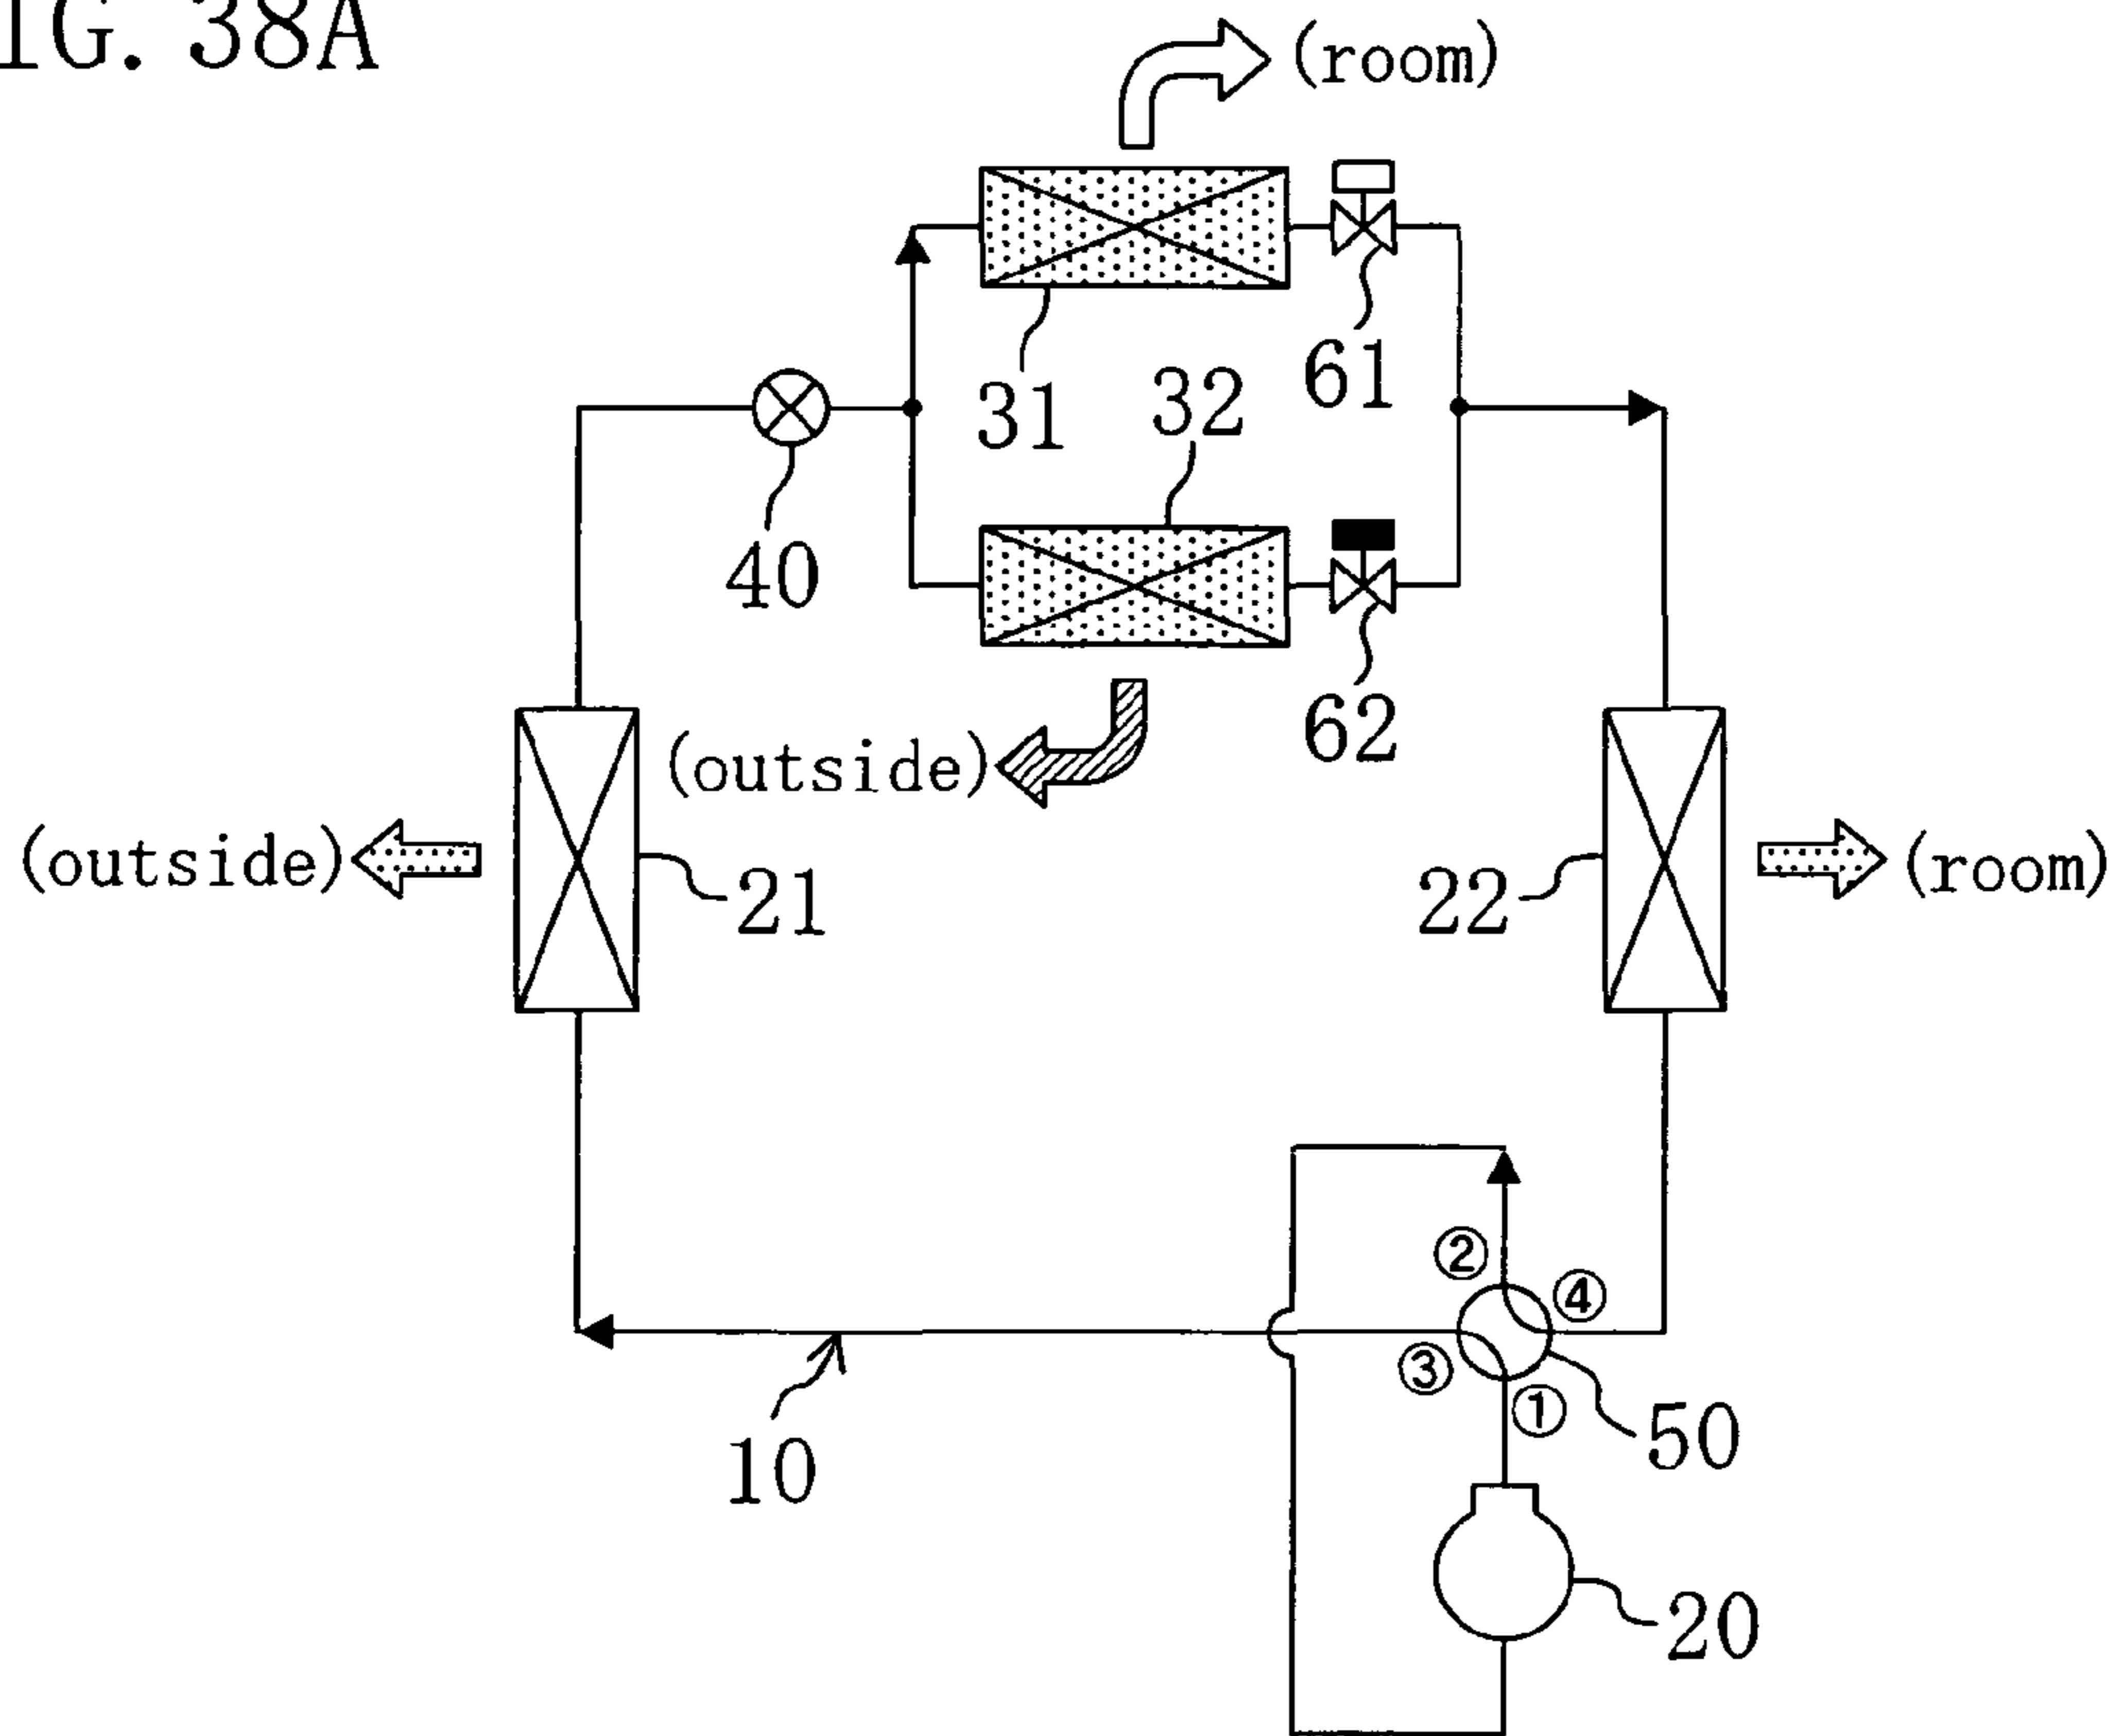 IG. 38A
(room)
61
31
32
40
62
(outside)
(outside)
21
22
(room)
②
④
③
①
50
10
20